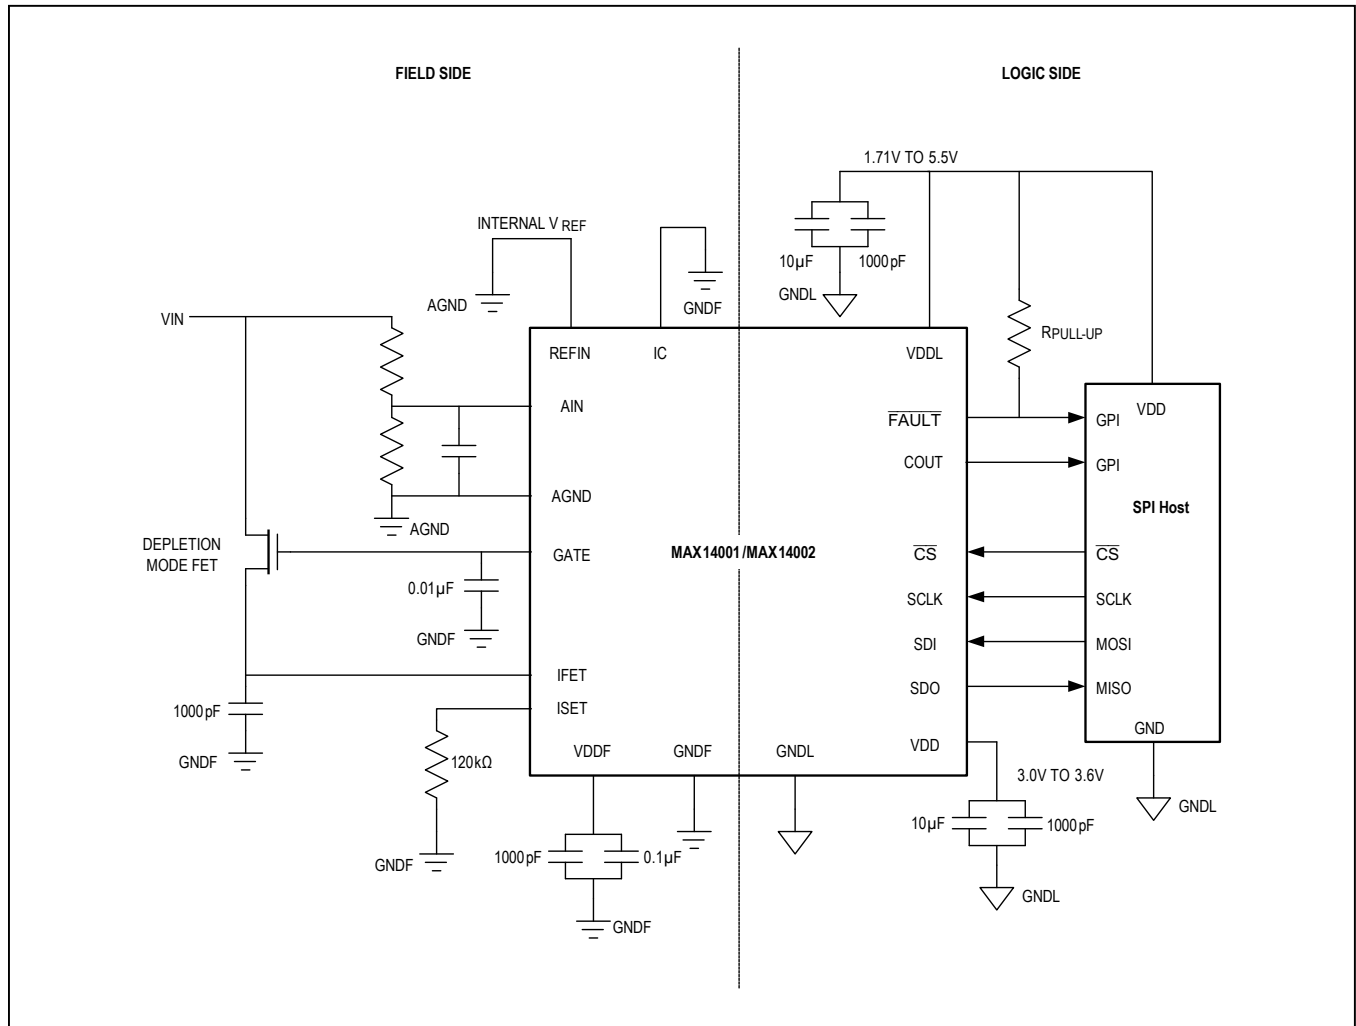 FIELD SIDE
LOGIC SIDE
1.71V TO 5.5V
INTERNAL VREF
10µF
1000pF
GNDL
AGND
GNDF
VIN
REFIN
IC
VDDL
RPULL-UP
AIN
FAULT
GPI
VDD
COUT
GPI
AGND
AGND
SPI Host
DEPLETION
MODE FET
GATE
MAX14001/MAX14002
CS
CS
0.01µF
SCLK
SCLK
GNDF
SDI
MOSI
IFET
SDO
MISO
1000pF
ISET
GND
GNDF
120kΩ
VDDF
GNDF
GNDL
VDD
3.0V TO 3.6V
GNDL
10µF
1000pF
GNDF
1000pF
0.1µF
GNDL
GNDF